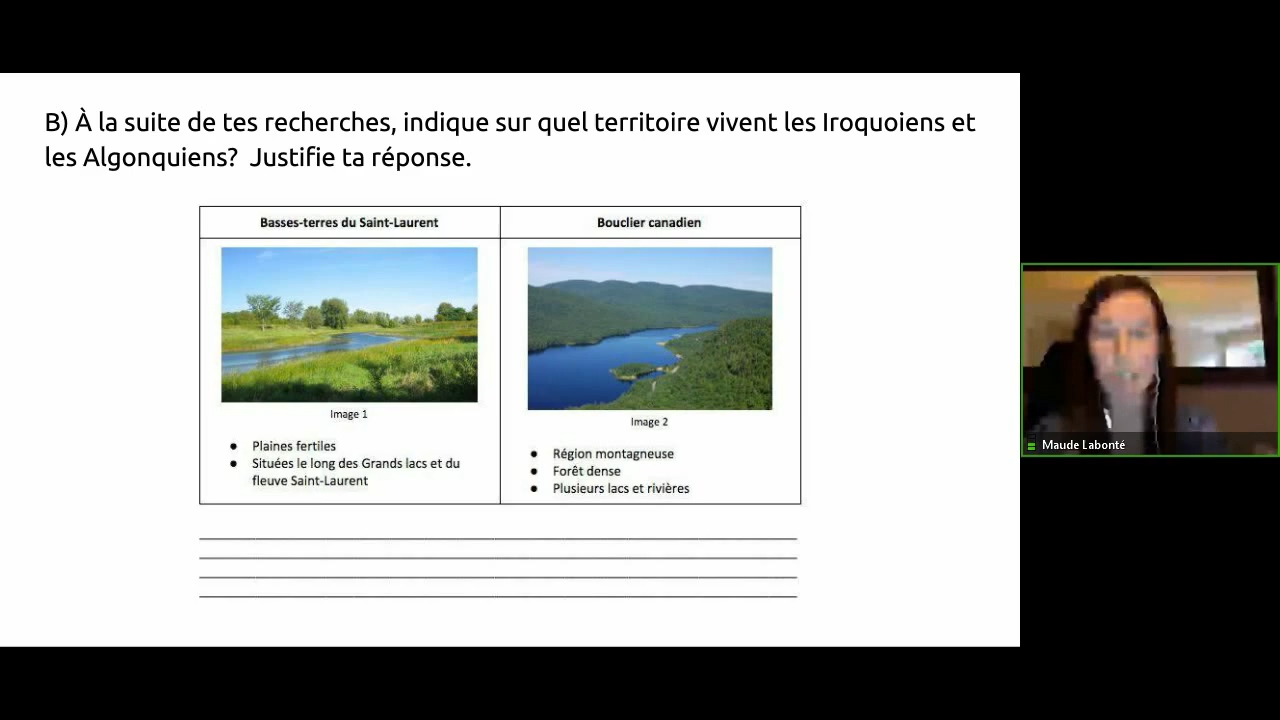 B) À la suite de tes recherches, indique sur quel territoire vivent les Iroquoiens et
les Algonquiens?  Justifie ta réponse.
Basses-terres du Saint-Laurent
Bouclier canadien
Image 1
Image 2
● Plaines fertiles
● Situées le long des Grands lacs et du
fleuve Saint-Laurent
● Région montagneuse
● Forêt dense
● Plusieurs lacs et rivières
Maude Labonté